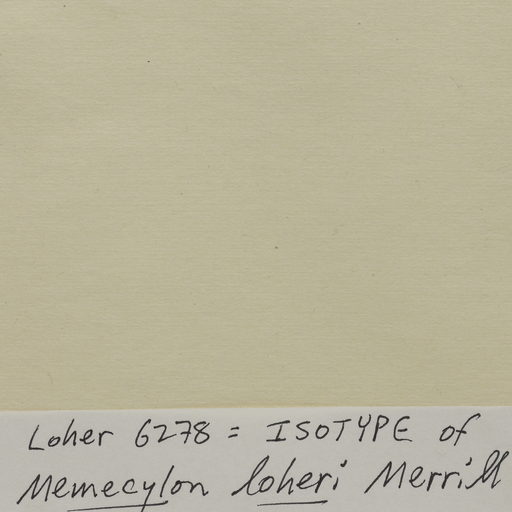 Loher 6278 = ISOTYPE of
Memecylon loheri Merrill